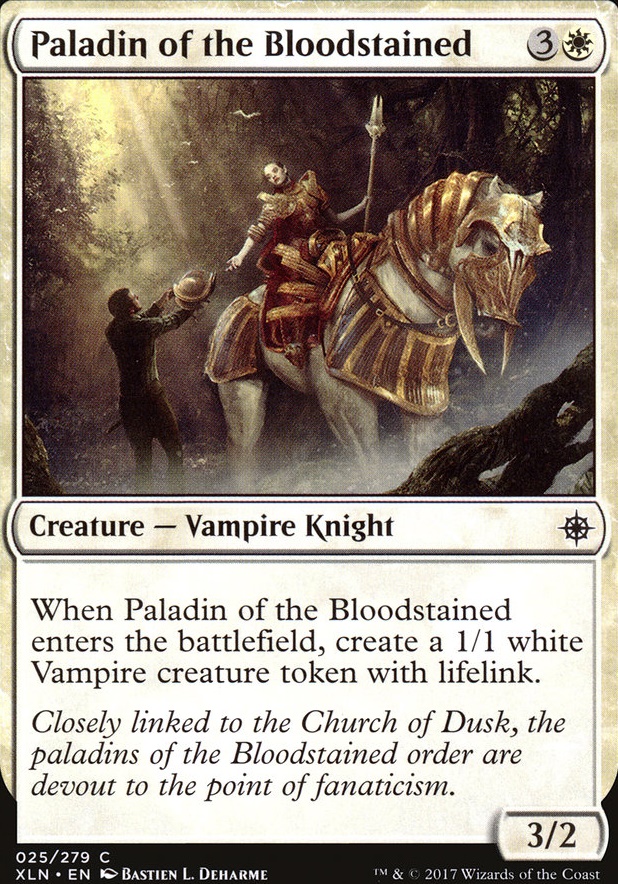 Paladin of the Bloodstained 3
Creature — Vampire Knight
When Paladin of the Bloodstained
enters the battlefield, create a 1/1 white
Vampire creature token with lifelink.
Closely linked to the Church of Dusk, the
paladins of the Bloodstained order are
devout to the point of fanaticism.
3/2
025/279 C
XLN • EN Bastien L. Deharme
™ & © 2017 Wizards of the Coast